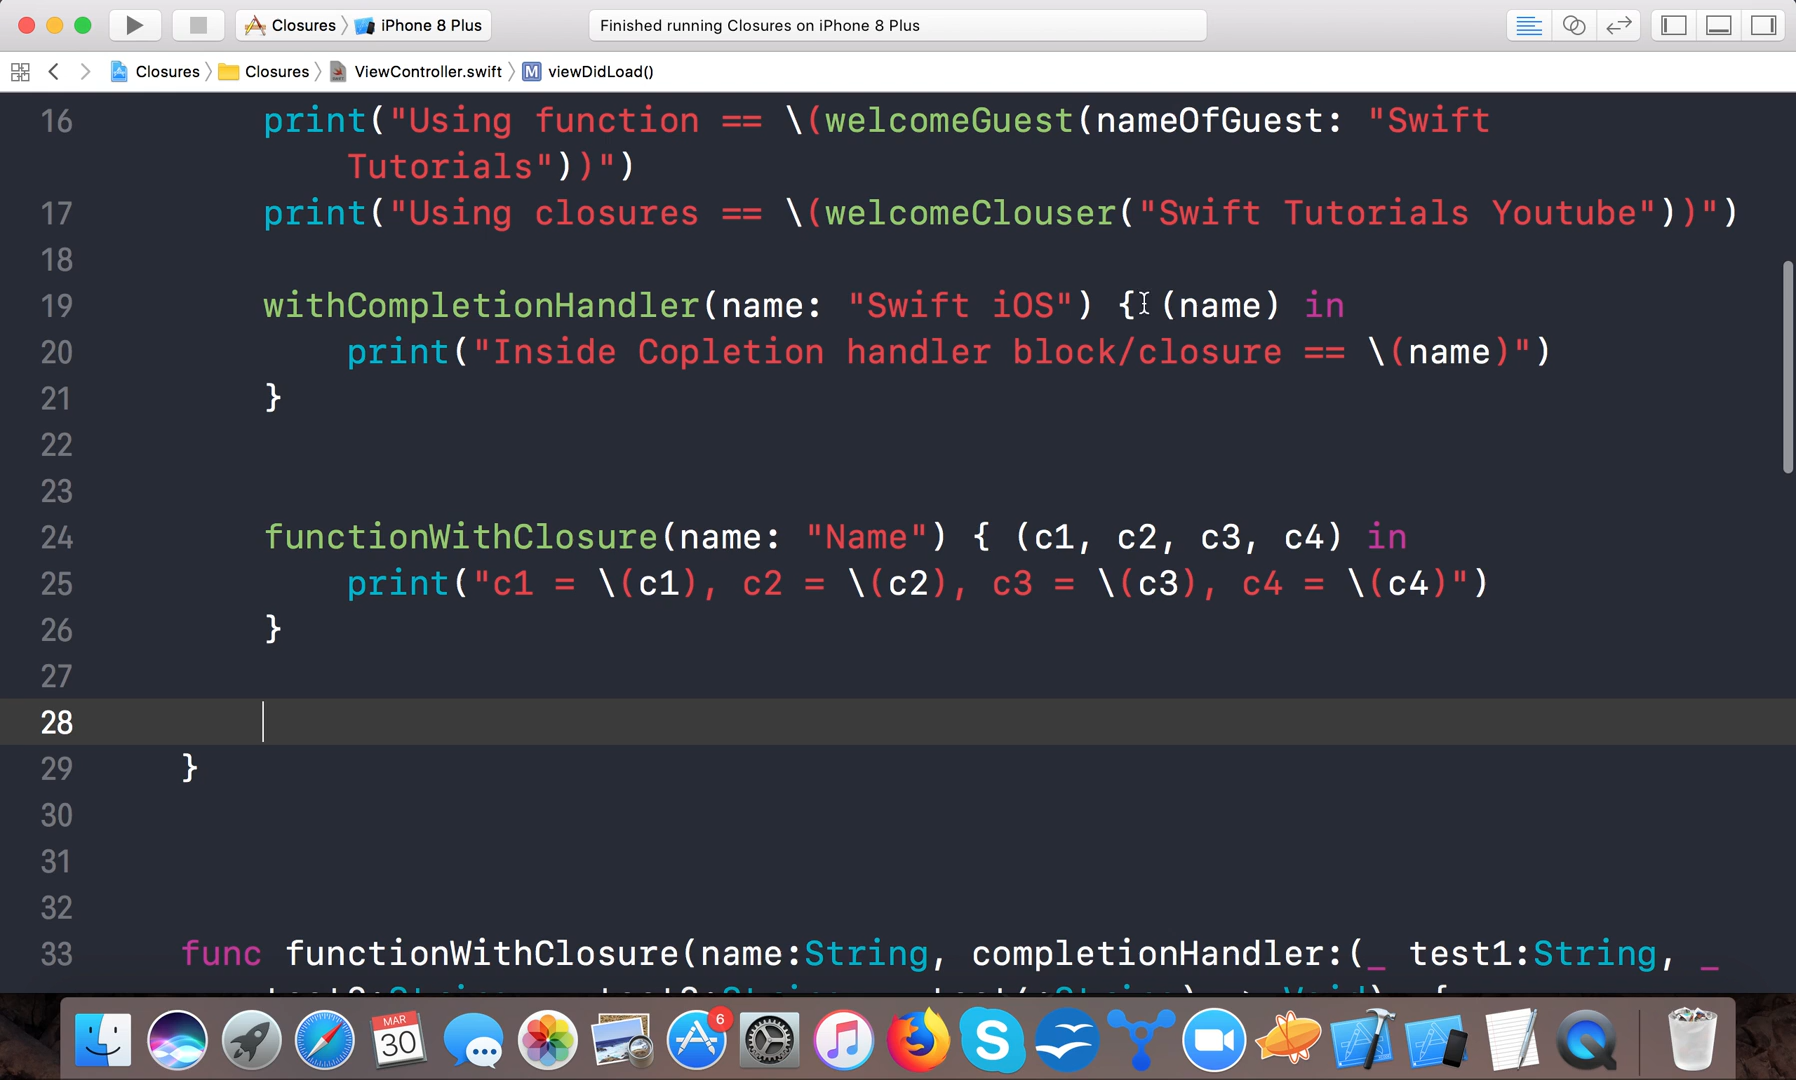 Closures 〉 iPhone 8 Plus
Finished running Closures on iPhone 8 Plus
Closures 〉 Closures 〉 ViewController.swift 〉 M viewDidLoad()
16 print("Using function == \(welcomeGuest(nameOfGuest: "Swift
Tutorials"))")
17 print("Using closures == \(welcomeClouser("Swift Tutorials Youtube"))")
18
19 withCompletionHandler(name: "Swift iOS") { (name) in
20 print("Inside Copletion handler block/closure == \(name)")
21 }
22
23
24 functionWithClosure(name: "Name") { (c1, c2, c3, c4) in
25 print("c1 = \(c1), c2 = \(c2), c3 = \(c3), c4 = \(c4)")
26 }
27
28
29 }
30
31
32
33 func functionWithClosure(name:String, completionHandler:(_ test1:String, _
MAR
30
6